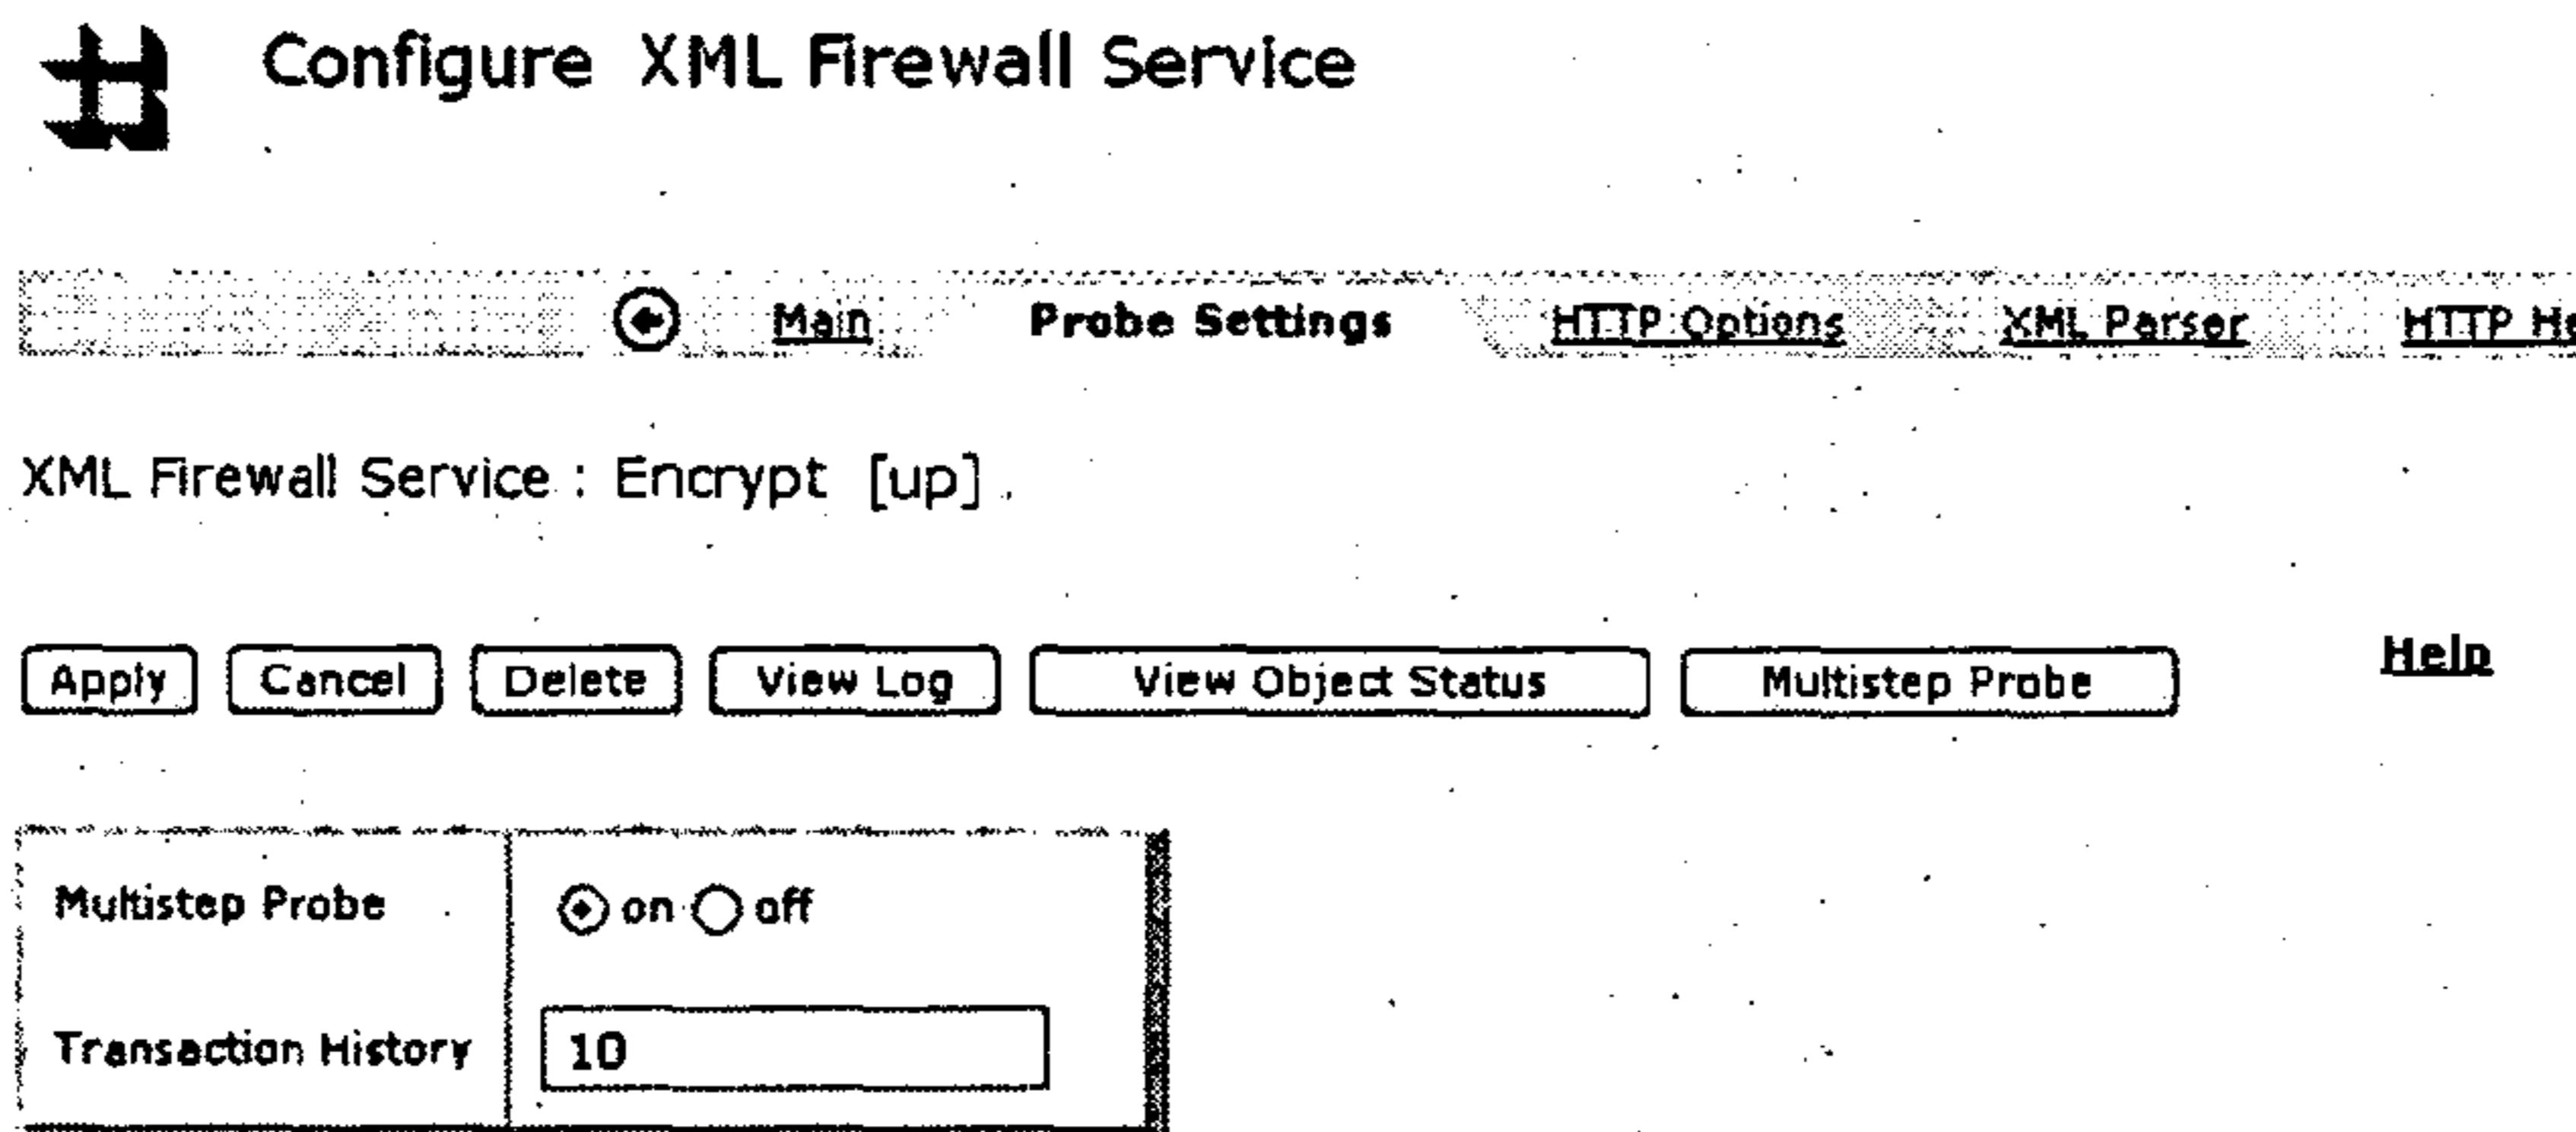 Configure XML Firewall Service
Main Probe Settings HTTP Options XML Parser HTTP
XML Firewall Service : Encrypt [up]
Apply Cancel Delete View Log View Object Status Multistep Probe Help
Multistep Probe on off
Transaction History 10